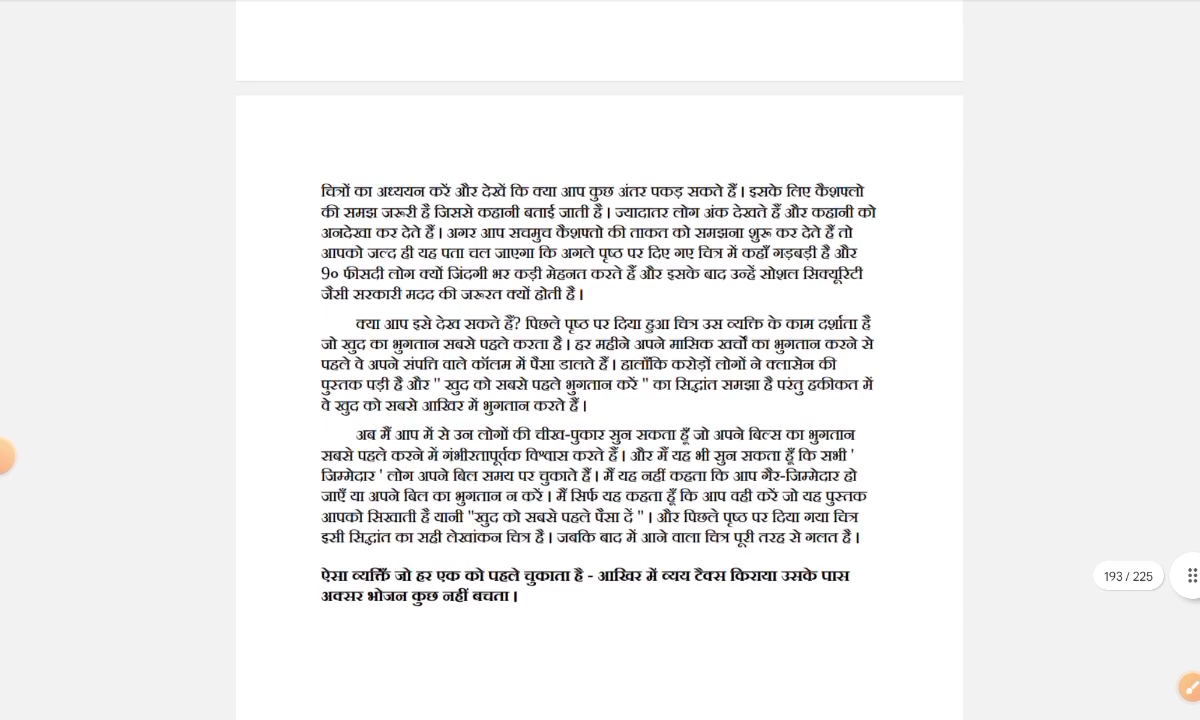 चित्रों का अध्ययन करें और देखें कि क्या आप कुछ अंतर पकड़ सकते हैं। इसके लिए कैशफ्लो
की समझ जरूरी है जिससे कहानी बताई जाती है। ज्यादातर लोग अंक देखते हैं और कहानी को
अनदेखा कर देते हैं। अगर आप सचमुच कैशफ्लो की ताकत को समझना शुरू कर देते हैं तो
आपको जल्द ही यह पता चल जाएगा कि अगले पृष्ठ पर दिए गए चित्र में कहाँ गड़बड़ी है और
9० फीसदी लोग क्यों जिंदगी भर कड़ी मेहनत करते हैं और इसके बाद उन्हें सोशल सिक्यूरिटी
जैसी सरकारी मदद की जरूरत क्यों होती है।
क्या आप इसे देख सकते हैं? पिछले पृष्ठ पर दिया हुआ चित्र उस व्यक्ति के काम दर्शाता है
जो खुद का भुगतान सबसे पहले करता है। हर महीने अपने मासिक खर्चों का भुगतान करने से
पहले वे अपने संपत्ति वाले कॉलम में पैसा डालते हैं। हालाँकि करोड़ों लोगों ने क्लासेन की
पुस्तक पड़ी है और " खुद को सबसे पहले भुगतान करें " का सिद्धांत समझा है परंतु हकीकत में
वे खुद को सबसे आखिर में भुगतान करते हैं।
अब मैं आप में से उन लोगों की चीख-पुकार सुन सकता हूँ जो अपने बिल्स का भुगतान
सबसे पहले करने में गंभीरतापूर्वक विश्वास करते हैं। और मैं यह भी सुन सकता हूँ कि सभी '
जिम्मेदार ' लोग अपने बिल समय पर चुकाते हैं। मैं यह नहीं कहता कि आप गैर-जिम्मेदार हो
जाएँ या अपने बिल का भुगतान न करें। मैं सिर्फ यह कहता हूँ कि आप वही करें जो यह पुस्तक
आपको सिखाती है यानी "खुद को सबसे पहले पैसा दें "। और पिछले पृष्ठ पर दिया गया चित्र
इसी सिद्धांत का सही लेखांकन चित्र है। जबकि बाद में आने वाला चित्र पूरी तरह से गलत है।
ऐसा व्यक्ति जो हर एक को पहले चुकाता है - आखिर में व्यय टैक्स किराया उसके पास
अक्सर भोजन कुछ नहीं बचता।
193 / 225